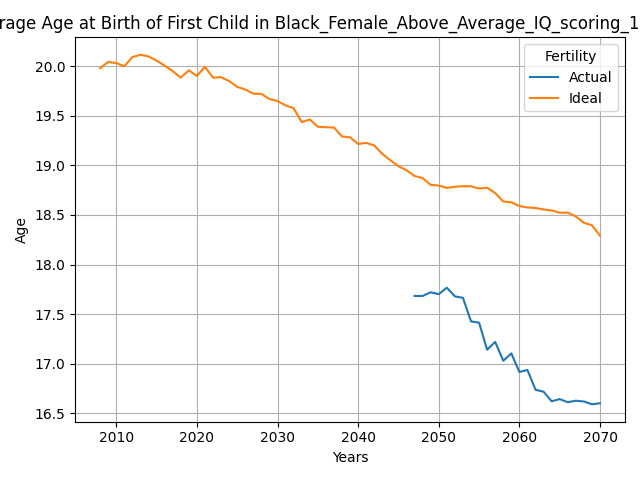 rage Age at Birth of First Child in Black_Female_Above_Average_IQ_scoring_1
Fertility
Actual
Ideal
20.0
19.5
19.0
18.5
18.0
17.5
17.0
16.5
Age
2010 2020 2030 2040 2050 2060 2070
Years